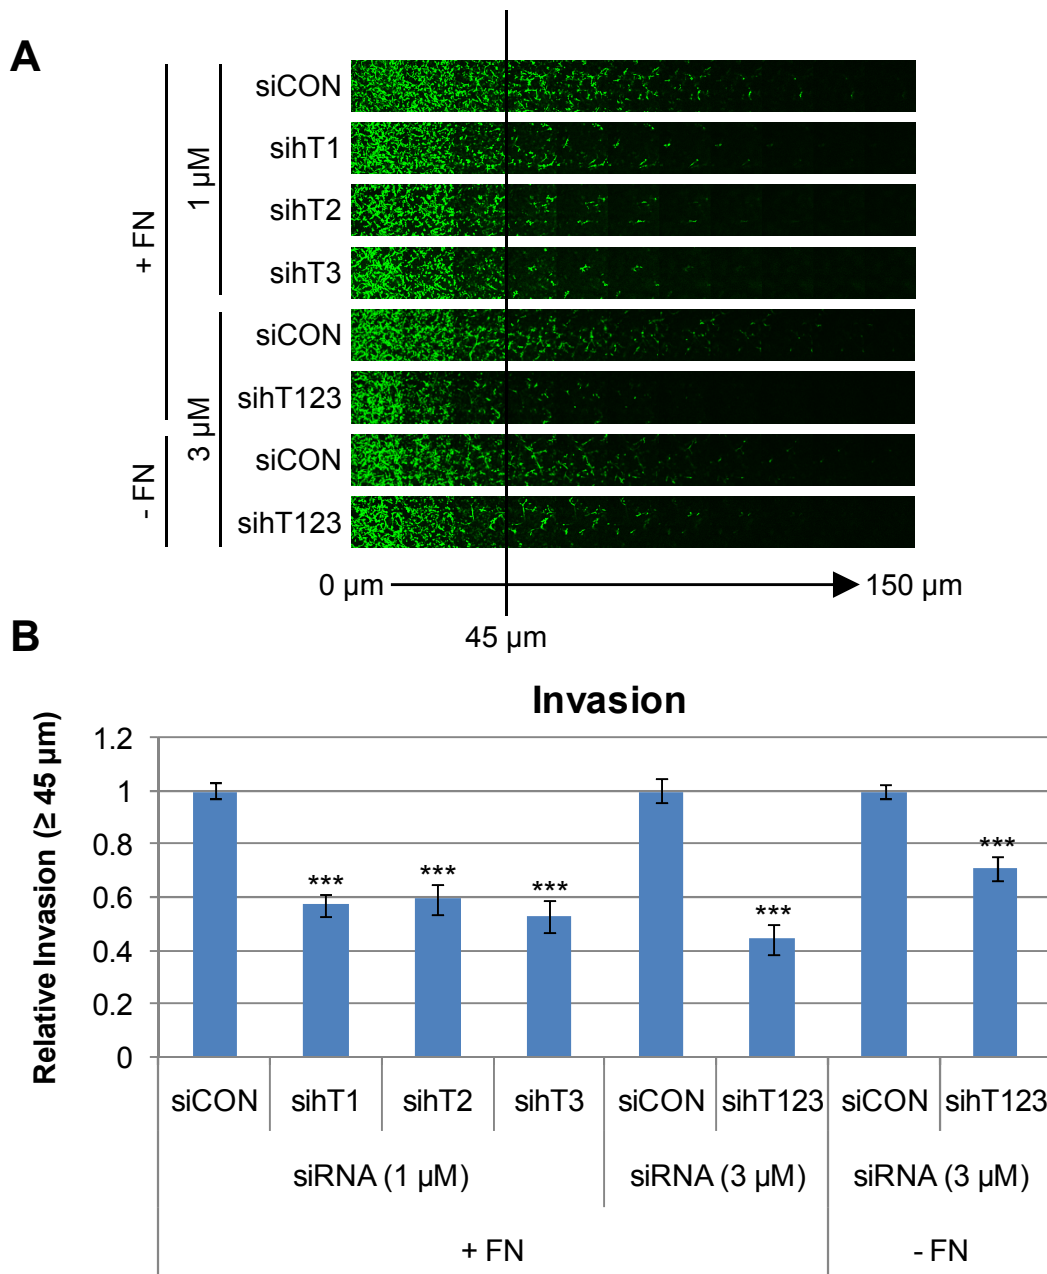 A
+ FN
- FN
1 µM
3 µM
siCON
sihT1
sihT2
sihT3
siCON
sihT123
siCON
sihT123
0 µm
150 µm
45 µm
B
Invasion
Relative Invasion (≥ 45 µm)
1.2
1
0.8
0.6
0.4
0.2
0
***
***
***
***
***
siCON sihT1 sihT2 sihT3 siCON sihT123 siCON sihT123
siRNA (1 µM) siRNA (3 µM) siRNA (3 µM)
+ FN - FN